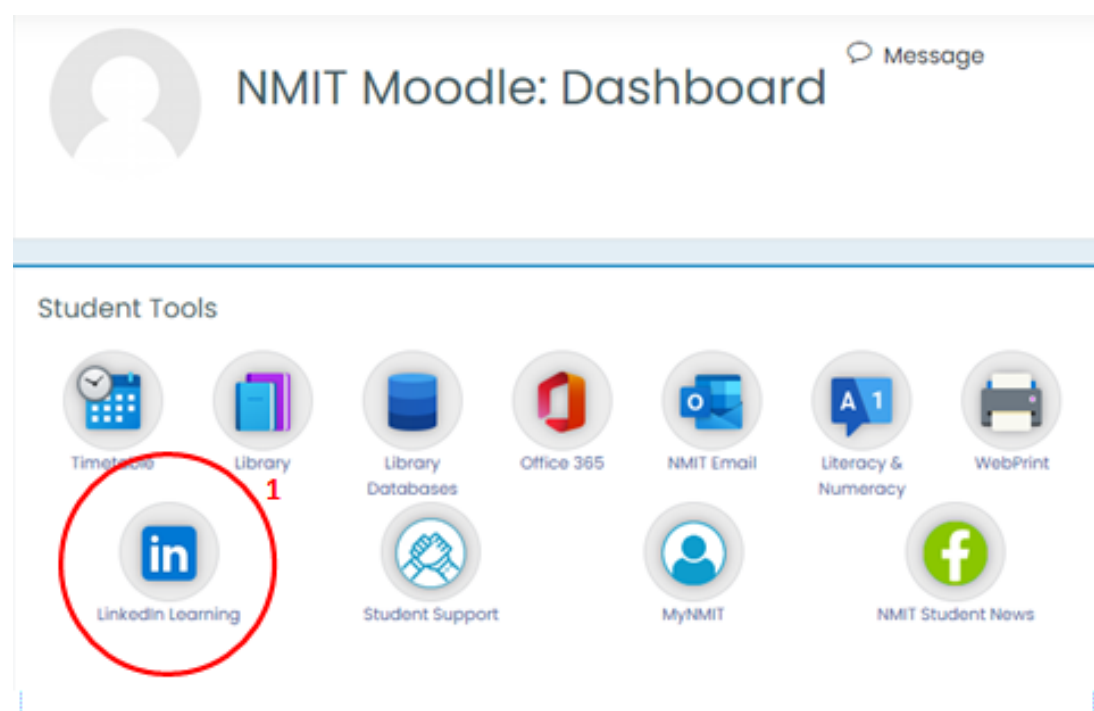 NMIT Moodle: Dashboard
Message
Student Tools
Timetable
Library
Library
Databases
Office 365
NMIT Email
Literacy &
Numeracy
WebPrint
1
LinkedIn Learning
Student Support
MyNMIT
NMIT Student News